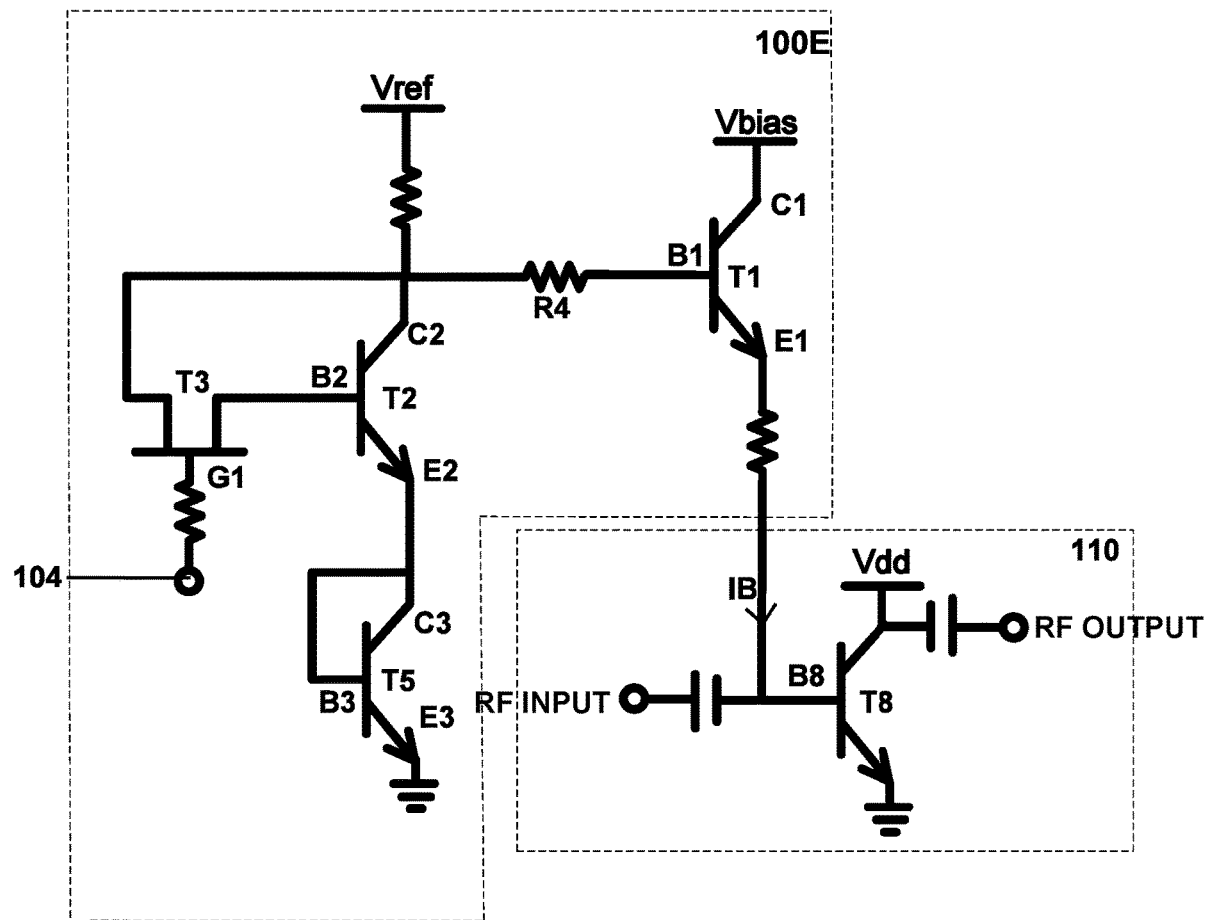 100E
Vref
Vbias
C1
B1
T1
R4
C2
E1
T3
B2
T2
G1
E2
110
104
Vdd
IB
C3
RF OUTPUT
B8
T5
B3
RF INPUT
T8
E3